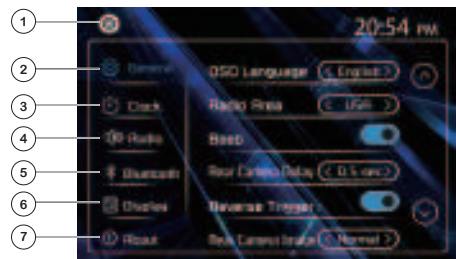 1
20:54 PM
2
General
OSD Language
< English >
3
Clock
Radio Area
< USA >
4
Audio
Beep
5
Bluetooth
Rear Camera Delay
< 0.5 sec >
6
Display
Reverse Trigger
7
About
Rear Camera Image
< Normal >